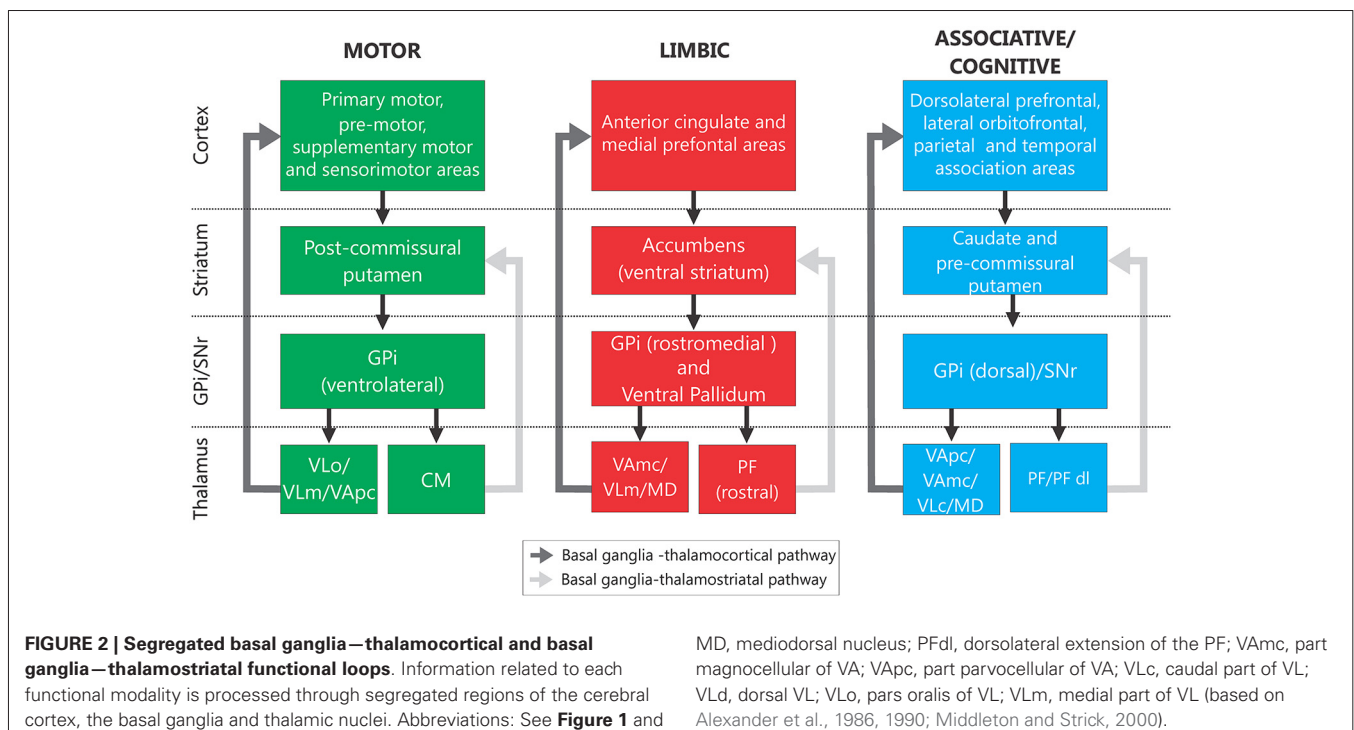 MOTOR
LIMBIC
ASSOCIATIVE/
COGNITIVE
Cortex
Primary motor,
pre-motor,
supplementary motor
and sensorimotor areas
Anterior cingulate and
medial prefontal areas
Dorsolateral prefrontal,
lateral orbitofrontal,
parietal and temporal
association areas
Striatum
Post-commissural
putamen
Accumbens
(ventral striatum)
Caudate and
pre-commissural
putamen
GPi/SNr
GPi
(ventrolateral)
GPi (rostromedial )
and
Ventral Pallidum
GPi (dorsal)/SNr
Thalamus
VLo/
VLm/VApc
CM
VAmc/
VLm/MD
PF
(rostral)
VApc/
VAmc/
VLc/MD
PF/PF dl
Basal ganglia -thalamocortical pathway
Basal ganglia-thalamostriatal pathway
FIGURE 2 | Segregated basal ganglia—thalamocortical and basal
ganglia—thalamostriatal functional loops. Information related to each
functional modality is processed through segregated regions of the cerebral
cortex, the basal ganglia and thalamic nuclei. Abbreviations: See Figure 1 and
MD, mediodorsal nucleus; PFdl, dorsolateral extension of the PF; VAmc, part
magnocellular of VA; VApc, part parvocellular of VA; VLc, caudal part of VL;
VLd, dorsal VL; VLo, pars oralis of VL; VLm, medial part of VL (based on
Alexander et al., 1986, 1990; Middleton and Strick, 2000).